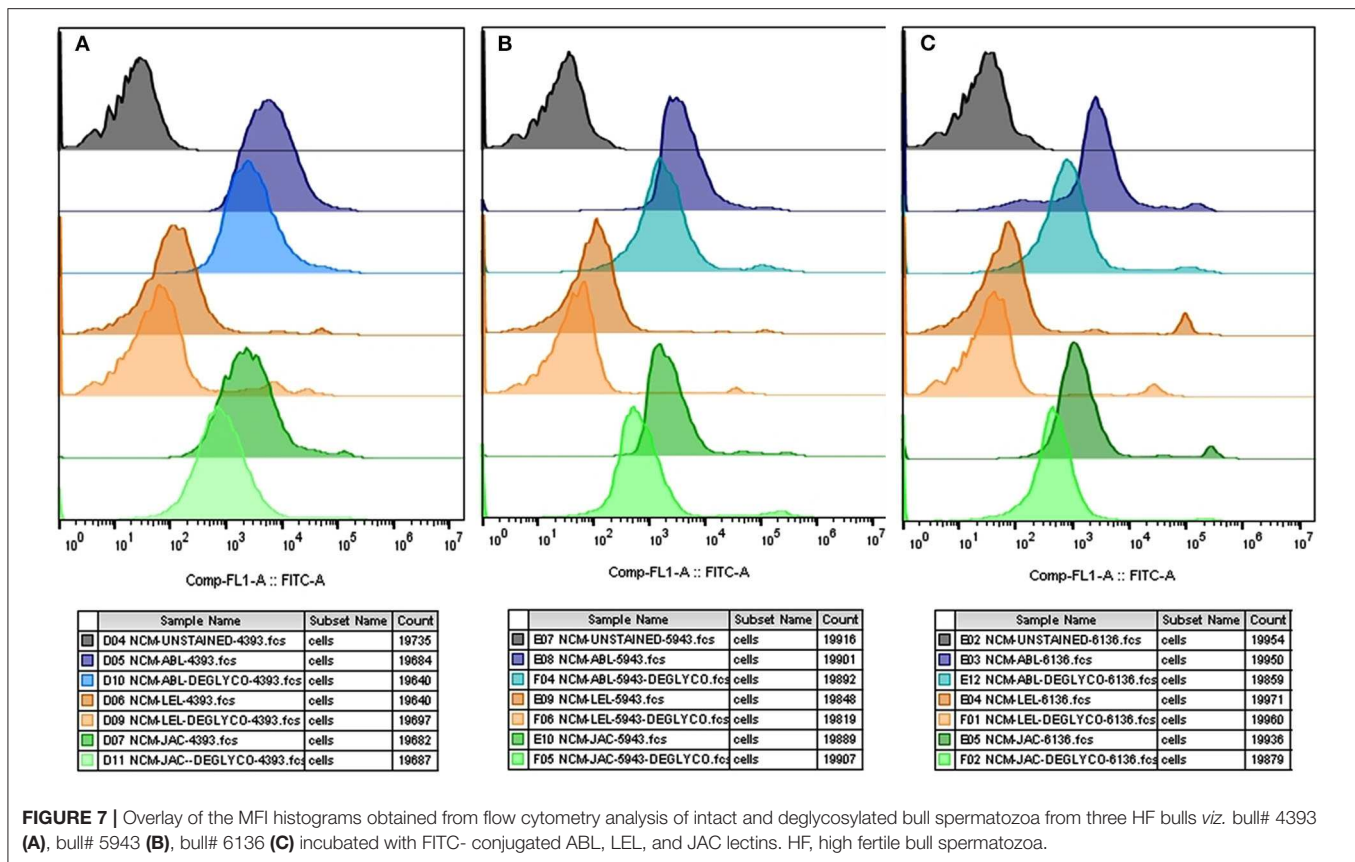 A
B
C
10^0 10^1 10^2 10^3 10^4 10^5 10^6 10^7
10^0 10^1 10^2 10^3 10^4 10^5 10^6 10^7
10^0 10^1 10^2 10^3 10^4 10^5 10^6 10^7
Comp-FL1-A :: FITC-A
Comp-FL1-A :: FITC-A
Comp-FL1-A :: FITC-A
Sample Name Subset Name Count
D04 NCM-UNSTAINED-4393.fcs cells 19735
D05 NCM-ABL-4393.fcs cells 19684
D10 NCM-ABL-DEGLYCO-4393.fcs cells 19640
D06 NCM-LEL-4393.fcs cells 19640
D09 NCM-LEL-DEGLYCO-4393.fcs cells 19697
D07 NCM-JAC-4393.fcs cells 19682
D11 NCM-JAC--DEGLYCO-4393.fcs cells 19687
Sample Name Subset Name Count
E07 NCM-UNSTAINED-5943.fcs cells 19916
E08 NCM-ABL-5943.fcs cells 19901
F04 NCM-ABL-5943-DEGLYCO.fcs cells 19892
E09 NCM-LEL-5943.fcs cells 19848
F06 NCM-LEL-5943-DEGLYCO.fcs cells 19819
E10 NCM-JAC-5943.fcs cells 19889
F05 NCM-JAC-5943-DEGLYCO.fcs cells 19907
Sample Name Subset Name Count
E02 NCM-UNSTAINED-6136.fcs cells 19954
E03 NCM-ABL-6136.fcs cells 19950
E12 NCM-ABL-DEGLYCO-6136.fcs cells 19859
E04 NCM-LEL-6136.fcs cells 19971
F01 NCM-LEL-DEGLYCO-6136.fcs cells 19960
E05 NCM-JAC-6136.fcs cells 19936
F02 NCM-JAC-DEGLYCO-6136.fcs cells 19879
FIGURE 7 | Overlay of the MFI histograms obtained from flow cytometry analysis of intact and deglycosylated bull spermatozoa from three HF bulls viz. bull# 4393
(A), bull# 5943 (B), bull# 6136 (C) incubated with FITC- conjugated ABL, LEL, and JAC lectins. HF, high fertile bull spermatozoa.